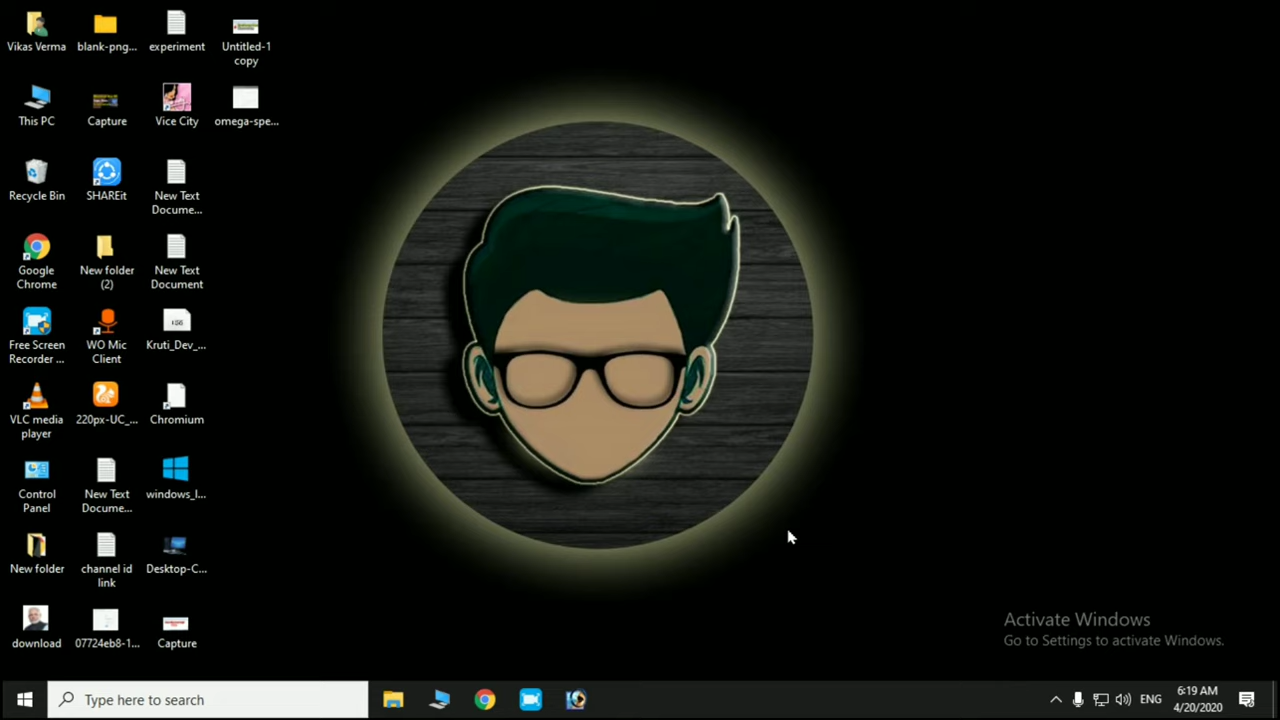 Vikas Verma
blank-png...
experiment
Untitled-1
copy
This PC
Capture
Vice City
omega-spe...
Recycle Bin
SHAREit
New Text
Docume...
Google
Chrome
New folder
(2)
New Text
Document
Free Screen
Recorder ...
WO Mic
Client
Kruti_Dev_...
VLC media
player
220px-UC_...
Chromium
Control
Panel
New Text
Docume...
windows_l...
New folder
channel id
link
Desktop-C...
download
07724eb8-1...
Capture
Activate Windows
Go to Settings to activate Windows.
Type here to search
ENG
6:19 AM
4/20/2020